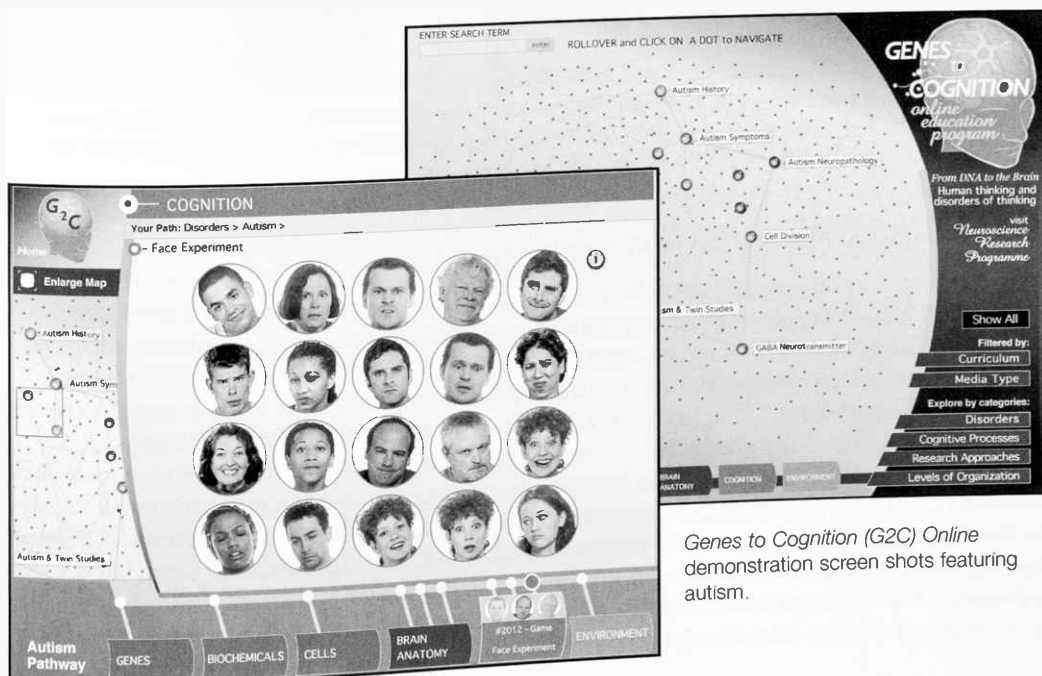 ENTER SEARCH TERM
enter
ROLLOVER and CLICK ON A DOT to NAVIGATE
Autism History
Autism Symptoms
Autism Neuropathology
Cell Division
sm & Twin Studies
GABA Neurotransmitter
BRAIN
ANATOMY
COGNITION
ENVIRONMENT
GENES
COGNITION
online
education
program
From DNA to the Brain
Human thinking and
disorders of thinking
visit
Neuroscience
Research
Programme
Show All
Filtered by:
Curriculum
Media Type
Explore by categories:
Disorders
Cognitive Processes
Research Approaches
Levels of Organization
G2C
Home
COGNITION
Your Path: Disorders > Autism >
Face Experiment
i
Enlarge Map
Autism History
Autism Sym
Autism & Twin Studies
Autism
Pathway
GENES
BIOCHEMICALS
CELLS
BRAIN
ANATOMY
#2012 - Game
Face Experiment
ENVIRONMENT
Genes to Cognition (G2C) Online
demonstration screen shots featuring
autism.